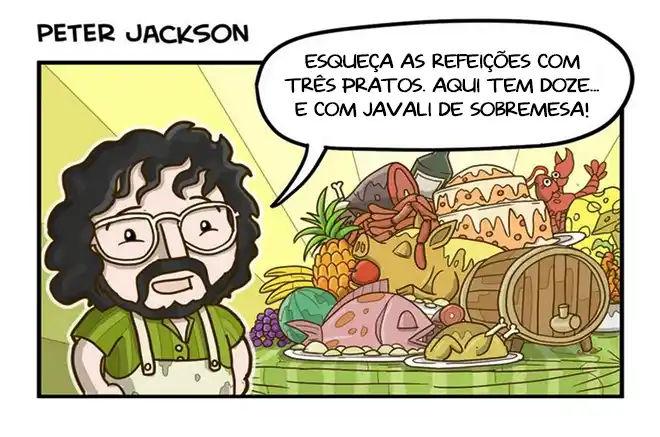 PETER JACKSON
ESQUEÇA AS REFEIÇÕES COM
TRÊS PRATOS. AQUI TEM DOZE...
E COM JAVALI DE SOBREMESA!